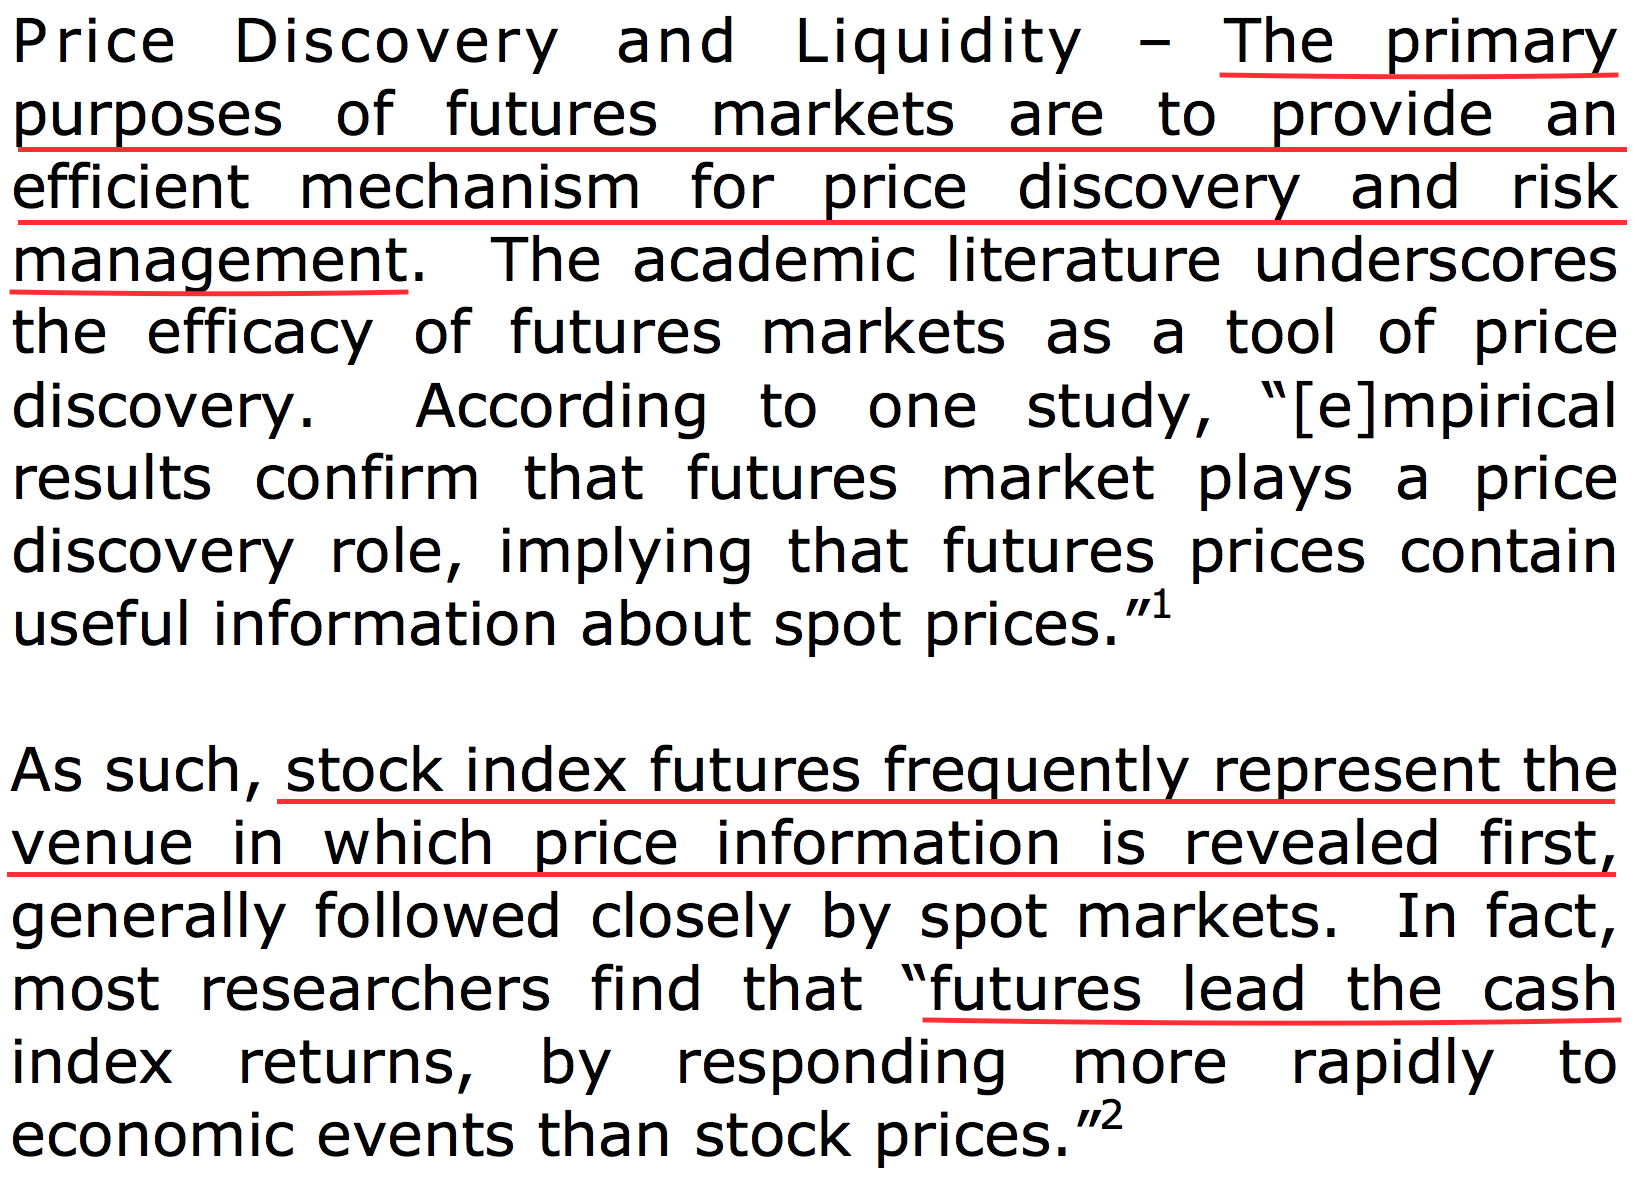 Price Discovery and Liquidity – The primary
purposes of futures markets are to provide an
efficient mechanism for price discovery and risk
management. The academic literature underscores
the efficacy of futures markets as a tool of price
discovery. According to one study, “[e]mpirical
results confirm that futures market plays a price
discovery role, implying that futures prices contain
useful information about spot prices.”1
As such, stock index futures frequently represent the
venue in which price information is revealed first,
generally followed closely by spot markets. In fact,
most researchers find that “futures lead the cash
index returns, by responding more rapidly to
economic events than stock prices.”2